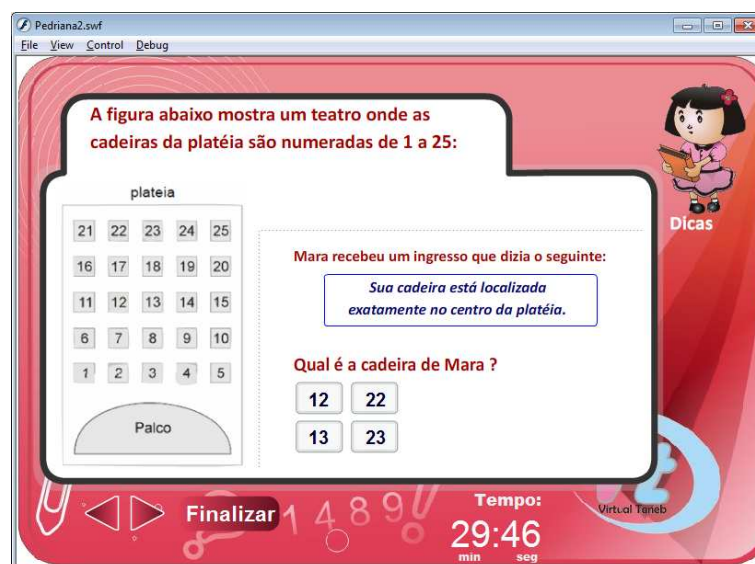 Pedriana2.swf
File View Control Debug
A figura abaixo mostra um teatro onde as
cadeiras da platéia são numeradas de 1 a 25:
plateia
21 22 23 24 25
16 17 18 19 20
11 12 13 14 15
6 7 8 9 10
1 2 3 4 5
Palco
Dicas
Mara recebeu um ingresso que dizia o seguinte:
Sua cadeira está localizada
exatamente no centro da platéia.
Qual é a cadeira de Mara ?
12 22
13 23
Finalizar
1489
Tempo:
29:46
min seg
Virtual Taneb